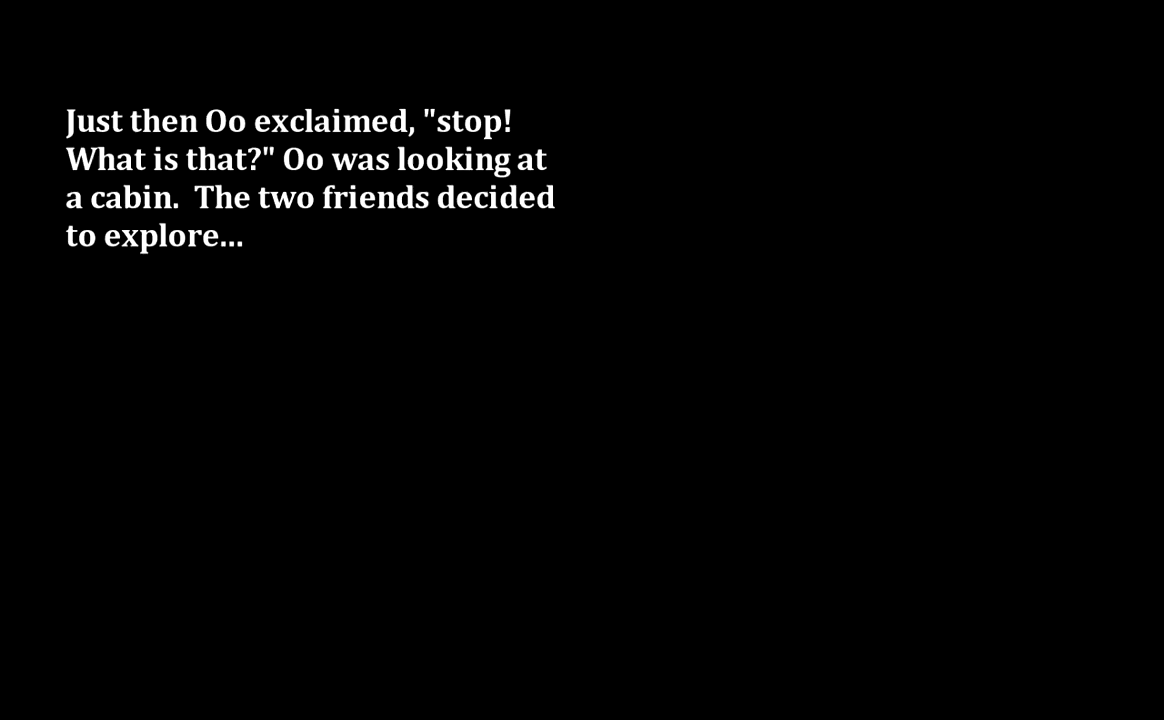 Just then Oo exclaimed, "stop!
What is that?" Oo was looking at
a cabin.  The two friends decided
to explore...